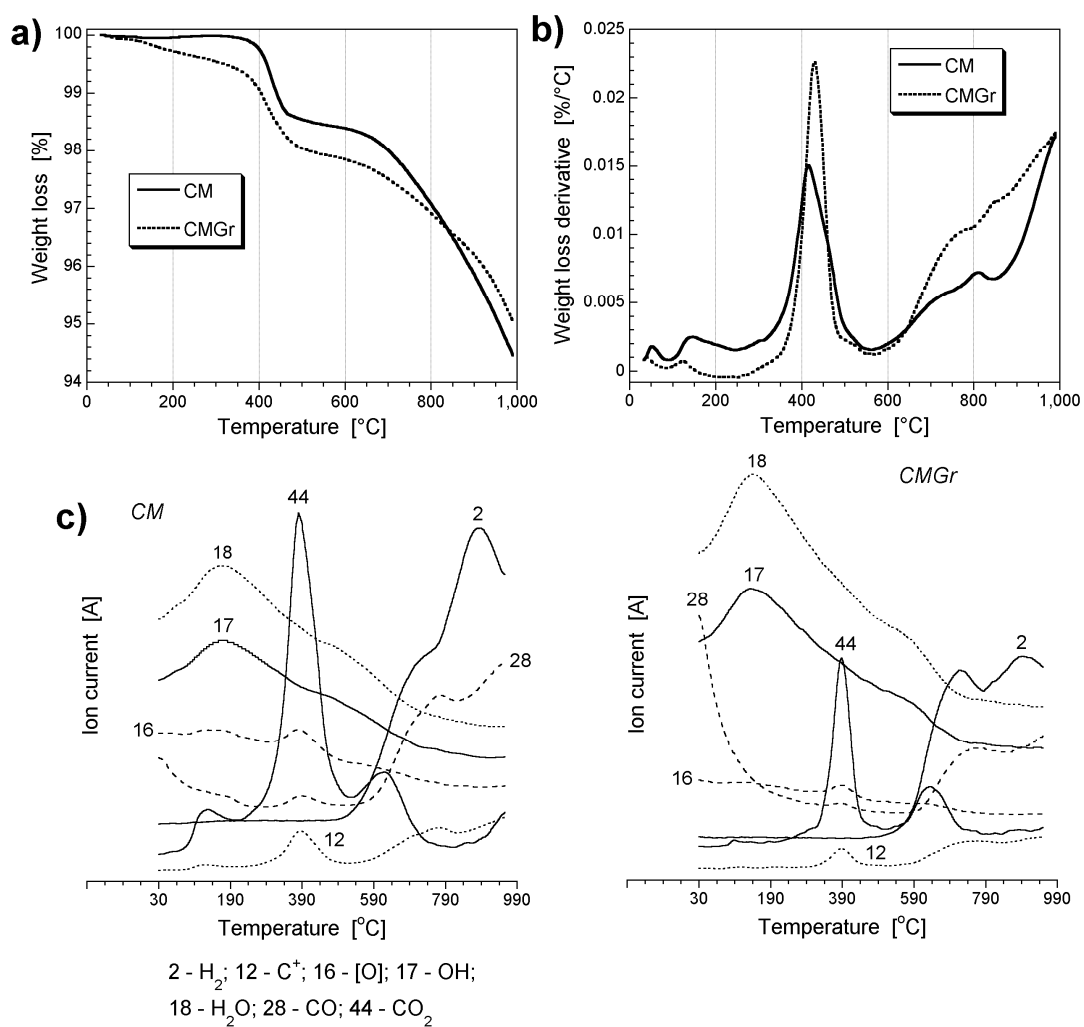 a)
100
99
98
97
96
95
94
Weight loss [%]
CM
CMGr
0
200
400
600
800
1,000
Temperature [°C]
b)
0.025
0.02
0.015
0.01
0.005
0
Weight loss derivative [%/°C]
CM
CMGr
0
200
400
600
800
1,000
Temperature [°C]
c)
CM
Ion current [A]
44
2
18
17
28
16
12
30
190
390
590
790
990
Temperature [°C]
CMGr
Ion current [A]
18
17
28
44
2
16
12
30
190
390
590
790
990
Temperature [°C]
2 - H2; 12 - C+; 16 - [O]; 17 - OH;
18 - H2O; 28 - CO; 44 - CO2